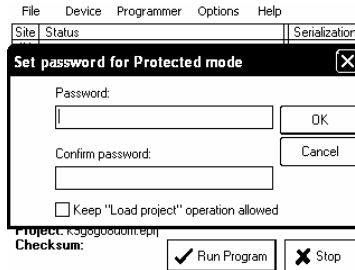 File Device Programmer Options Help
Site Status Serialization
Set password for Protected mode
Password:
OK
Confirm password:
Cancel
Keep "Load project" operation allowed
Checksum:
Run Program Stop